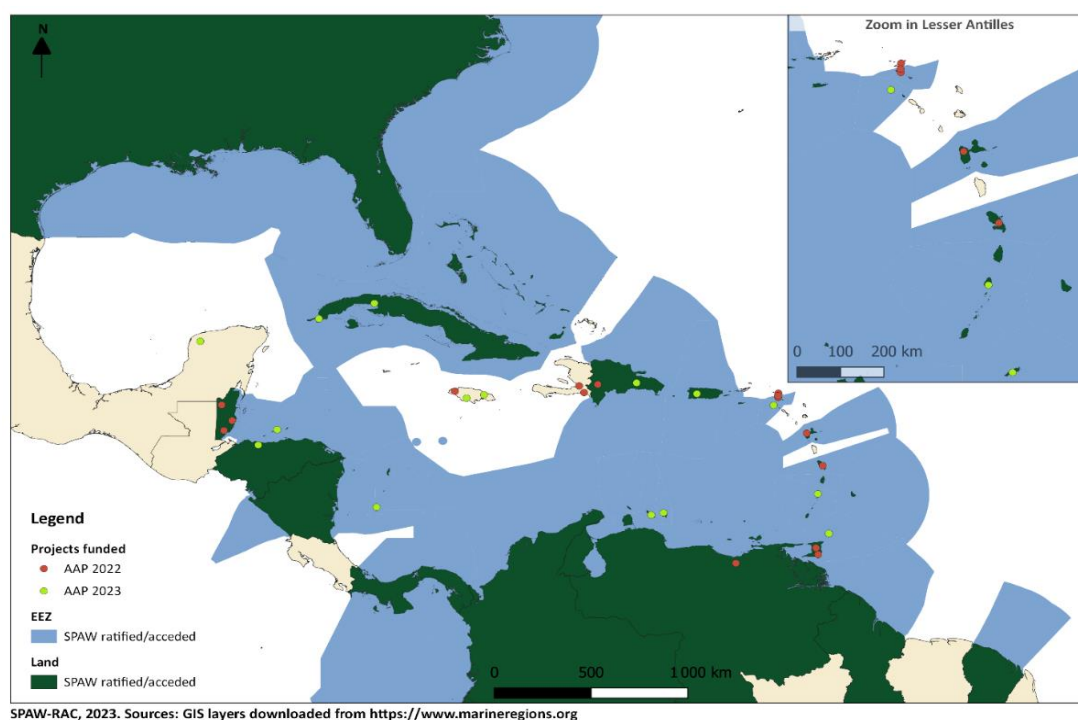 N
Zoom in Lesser Antilles
0 100 200 km
Legend
Projects funded
AAP 2022
AAP 2023
EEZ
SPAW ratified/acceded
Land
SPAW ratified/acceded
0 500 1 000 km
SPAW-RAC, 2023. Sources: GIS layers downloaded from https://www.marineregions.org